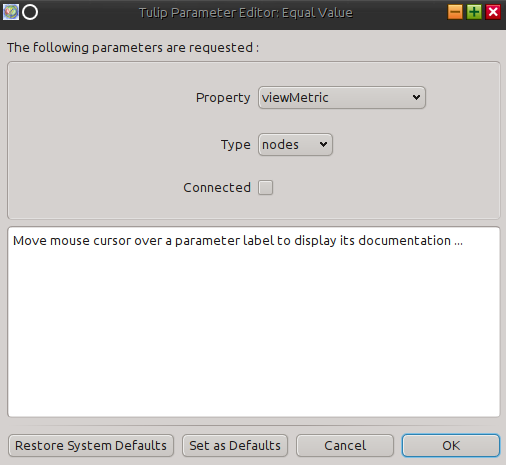 Tulip Parameter Editor: Equal Value
The following parameters are requested :
Property viewMetric
Type nodes
Connected
Move mouse cursor over a parameter label to display its documentation ...
Restore System Defaults Set as Defaults Cancel OK